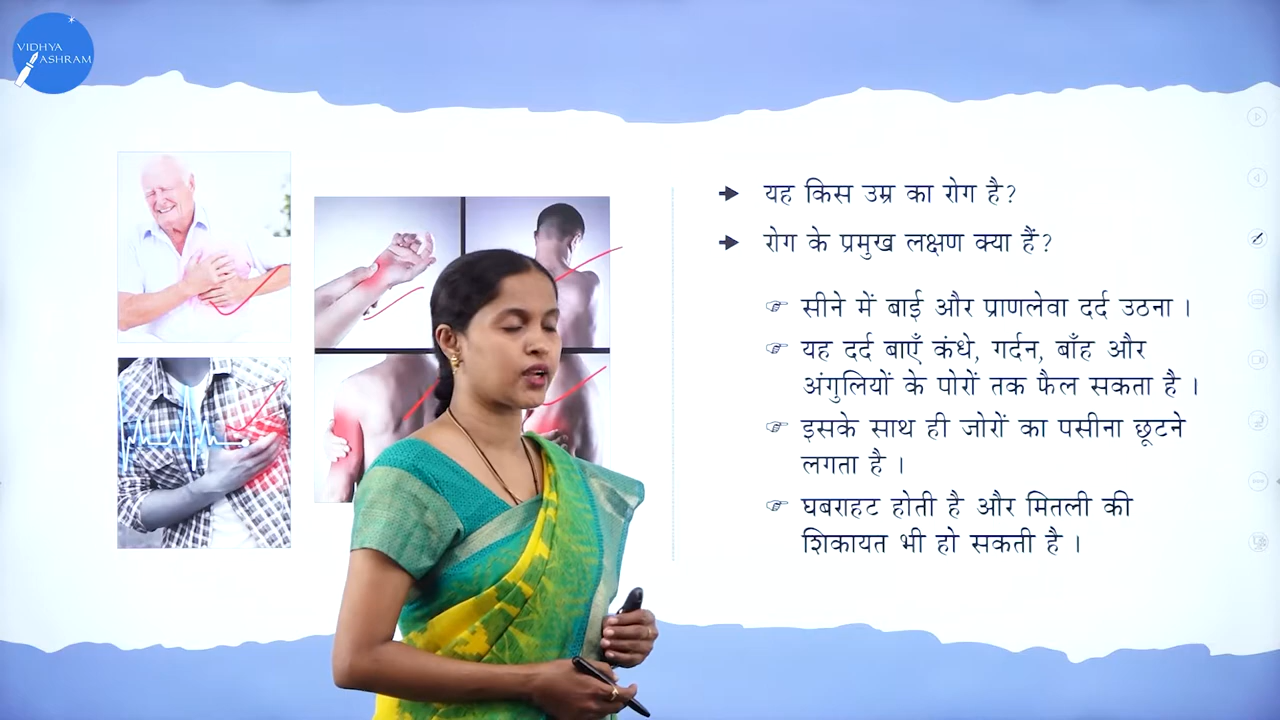 VIDHYA
ASHRAM
यह किस उम्र का रोग है?
रोग के प्रमुख लक्षण क्या हैं?
सीने में बाई और प्राणलेवा दर्द उठना ।
यह दर्द बाएँ कंधे, गर्दन, बाँह और
अंगुलियों के पोरों तक फैल सकता है ।
इसके साथ ही जोरों का पसीना छूटने
लगता है ।
घबराहट होती है और मितली की
शिकायत भी हो सकती है ।